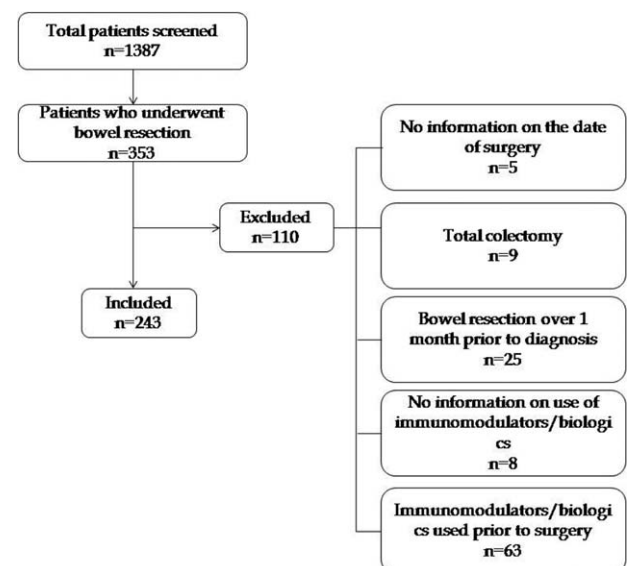 Total patients screened
n=1387
Patients who underwent
bowel resection
n=353
Excluded
n=110
Included
n=243
No information on the date
of surgery
n=5
Total colectomy
n=9
Bowel resection over 1
month prior to diagnosis
n=25
No information on use of
immunomodulators/biologi
cs
n=8
Immunomodulators/biologi
cs used prior to surgery
n=63